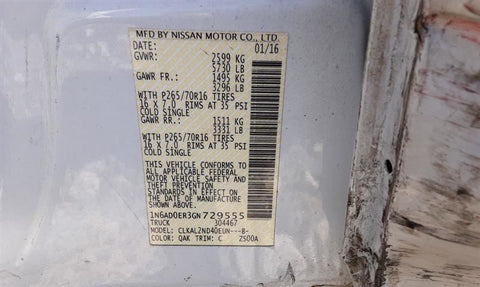 MFD BY NISSAN MOTOR CO., LTD.
DATE: 01/16
GVWR: 2599 KG
5730 LB
GAWR FR.: 1495 KG
3296 LB
WITH P265/70R16 TIRES
16 X 7.0 RIMS AT 35 PSI
COLD SINGLE
GAWR RR.: 1511 KG
3331 LB
WITH P265/70R16 TIRES
16 X 7.0 RIMS AT 35 PSI
COLD SINGLE
THIS VEHICLE CONFORMS TO
ALL APPLICABLE FEDERAL
MOTOR VEHICLE SAFETY AND
THEFT PREVENTION
STANDARDS IN EFFECT ON
THE DATE OF MANUFACTURE
SHOWN ABOVE.
1N6AD0ER3GN729555
TRUCK 304467
MODEL: CLKAL2ND40EUN---B-
COLOR: QAK TRIM: C ZS00A